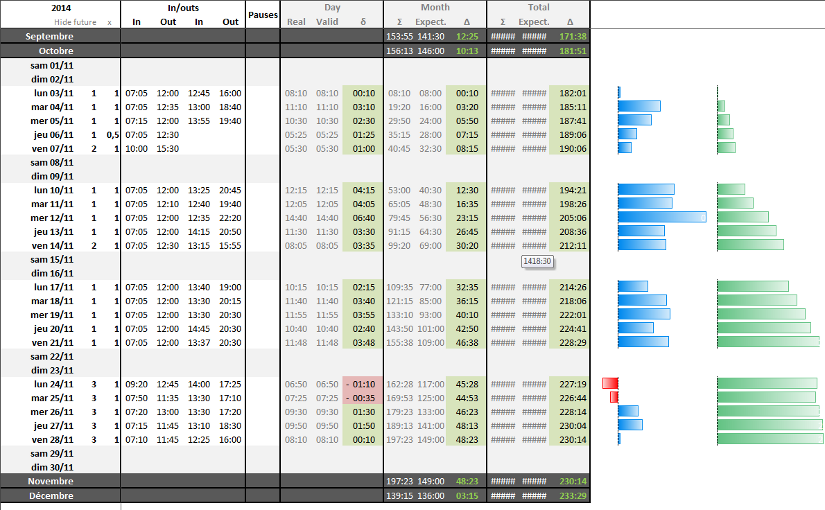 2014 In/outs Pauses Day Month Total
Hide future x In Out In Out Real Valid δ Σ Expect. Δ Σ Expect. Δ
Septembre 153:55 141:30 12:25 ##### ##### 171:38
Octobre 156:13 146:00 10:13 ##### ##### 181:51
sam 01/11
dim 02/11
lun 03/11 1 1 07:05 12:00 12:45 16:00 08:10 08:10 00:10 08:10 08:00 00:10 ##### ##### 182:01
mar 04/11 1 1 07:05 12:35 13:00 18:40 11:10 11:10 03:10 19:20 16:00 03:20 ##### ##### 185:11
mer 05/11 1 1 07:15 12:00 13:55 19:40 10:30 10:30 02:30 29:50 24:00 05:50 ##### ##### 187:41
jeu 06/11 1 0,5 07:05 12:30 05:25 05:25 01:25 35:15 28:00 07:15 ##### ##### 189:06
ven 07/11 2 1 10:00 15:30 05:30 05:30 01:00 40:45 32:30 08:15 ##### ##### 190:06
sam 08/11
dim 09/11
lun 10/11 1 1 07:05 12:00 13:25 20:45 12:15 12:15 04:15 53:00 40:30 12:30 ##### ##### 194:21
mar 11/11 1 1 07:05 12:10 12:40 19:40 12:05 12:05 04:05 65:05 48:30 16:35 ##### ##### 198:26
mer 12/11 1 1 07:05 12:00 12:35 22:20 14:40 14:40 06:40 79:45 56:30 23:15 ##### ##### 205:06
jeu 13/11 1 1 07:05 12:00 14:15 20:50 11:30 11:30 03:30 91:15 64:30 26:45 ##### ##### 208:36
ven 14/11 2 1 07:05 12:30 13:15 15:55 08:05 08:05 03:35 99:20 69:00 30:20 ##### ##### 212:11
sam 15/11 1418:30
dim 16/11
lun 17/11 1 1 07:05 12:00 13:40 19:00 10:15 10:15 02:15 109:35 77:00 32:35 ##### ##### 214:26
mar 18/11 1 1 07:05 12:00 13:30 20:15 11:40 11:40 03:40 121:15 85:00 36:15 ##### ##### 218:06
mer 19/11 1 1 07:05 12:00 13:30 20:30 11:55 11:55 03:55 133:10 93:00 40:10 ##### ##### 222:01
jeu 20/11 1 1 07:05 12:00 14:45 20:30 10:40 10:40 02:40 143:50 101:00 42:50 ##### ##### 224:41
ven 21/11 1 1 07:05 12:00 13:37 20:30 11:48 11:48 03:48 155:38 109:00 46:38 ##### ##### 228:29
sam 22/11
dim 23/11
lun 24/11 3 1 09:20 12:45 14:00 17:25 06:50 06:50 - 01:10 162:28 117:00 45:28 ##### ##### 227:19
mar 25/11 3 1 07:50 11:35 13:30 17:10 07:25 07:25 - 00:35 169:53 125:00 44:53 ##### ##### 226:44
mer 26/11 3 1 07:20 13:00 13:30 17:20 09:30 09:30 01:30 179:23 133:00 46:23 ##### ##### 228:14
jeu 27/11 3 1 07:15 11:45 13:10 18:30 09:50 09:50 01:50 189:13 141:00 48:13 ##### ##### 230:04
ven 28/11 3 1 07:10 11:45 12:25 16:00 08:10 08:10 00:10 197:23 149:00 48:23 ##### ##### 230:14
sam 29/11
dim 30/11
Novembre 197:23 149:00 48:23 ##### ##### 230:14
Décembre 139:15 136:00 03:15 ##### ##### 233:29